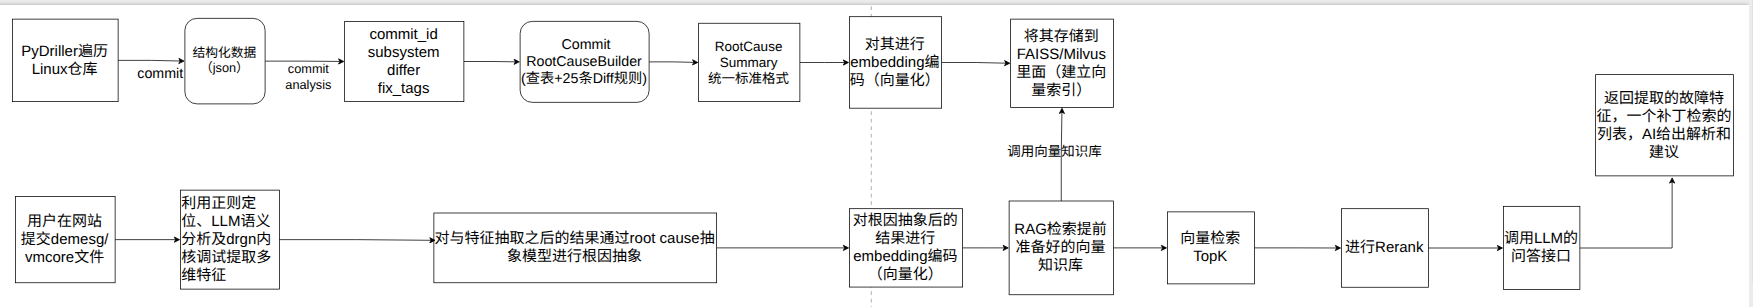 PyDriller遍历
Linux仓库
commit
结构化数据
（json）
commit
analysis
commit_id
subsystem
differ
fix_tags
Commit
RootCauseBuilder
(查表+25条Diff规则)
RootCause
Summary
统一标准格式
对其进行
embedding编
码（向量化）
将其存储到
FAISS/Milvus
里面（建立向
量索引）
调用向量知识库
用户在网站
提交demesg/
vmcore文件
利用正则定
位、LLM语义
分析及drgn内
核调试提取多
维特征
对与特征抽取之后的结果通过root cause抽
象模型进行根因抽象
对根因抽象后的
结果进行
embedding编码
（向量化）
RAG检索提前
准备好的向量
知识库
向量检索
TopK
进行Rerank
调用LLM的
问答接口
返回提取的故障特
征，一个补丁检索的
列表，AI给出解析和
建议